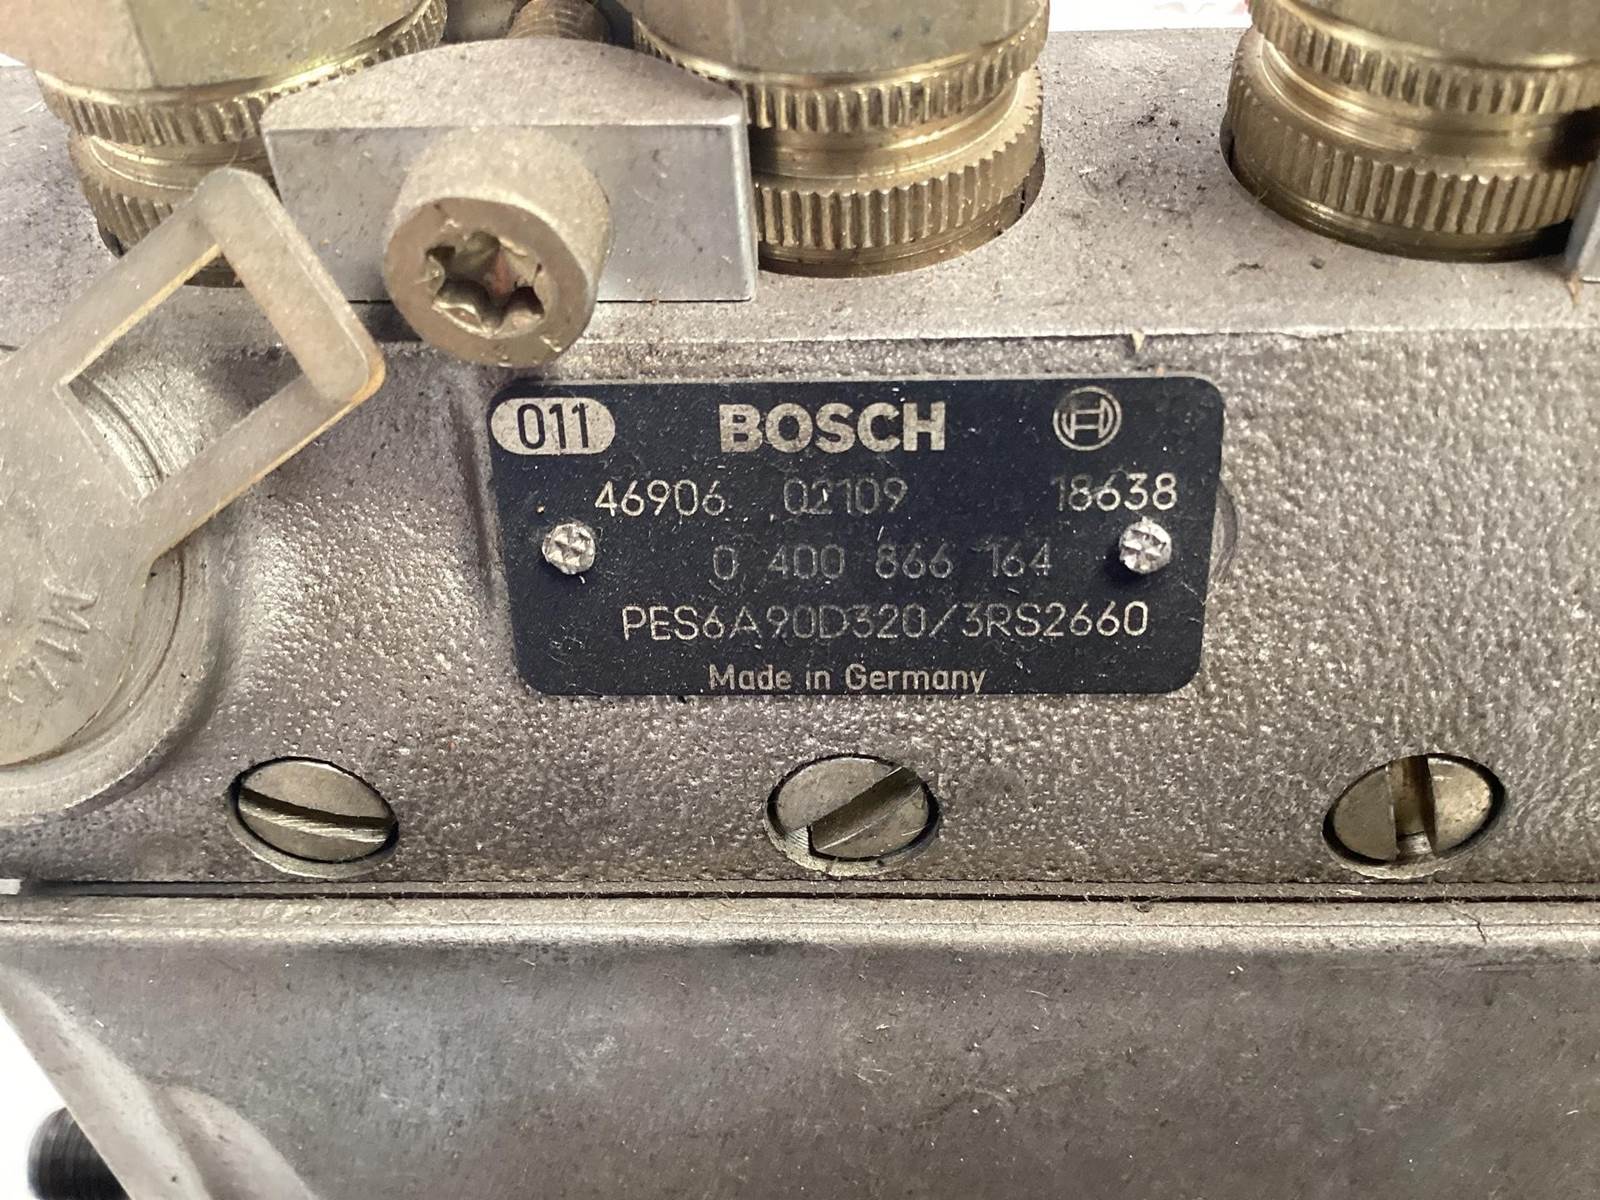 011 BOSCH
46906 02109 18638
0 400 866 164
PES6A90D320/3RS2660
Made in Germany